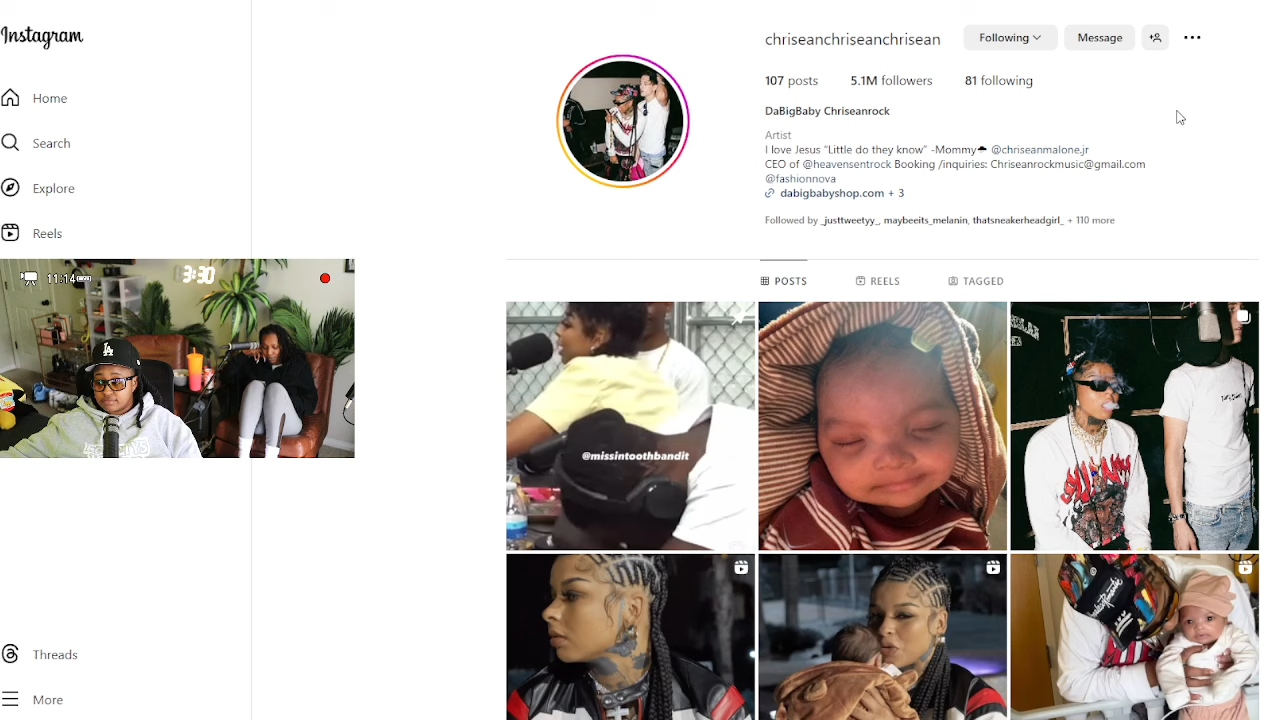 Instagram
Home
Search
Explore
Reels
Threads
More
11:14
3:30
LA
chriseanchriseanchrisean
Following
Message
107 posts 5.1M followers 81 following
DaBigBaby Chriseanrock
Artist
I love Jesus “Little do they know” -Mommy @chriseanmalone.jr
CEO of @heavensentrock Booking /inquiries: Chriseanrockmusic@gmail.com
@fashionnova
dabigbabyshop.com + 3
Followed by _justtweetyy_, maybeeits_melanin, thatsneakerheadgirl_ + 110 more
POSTS REELS TAGGED
@missintoothbandit